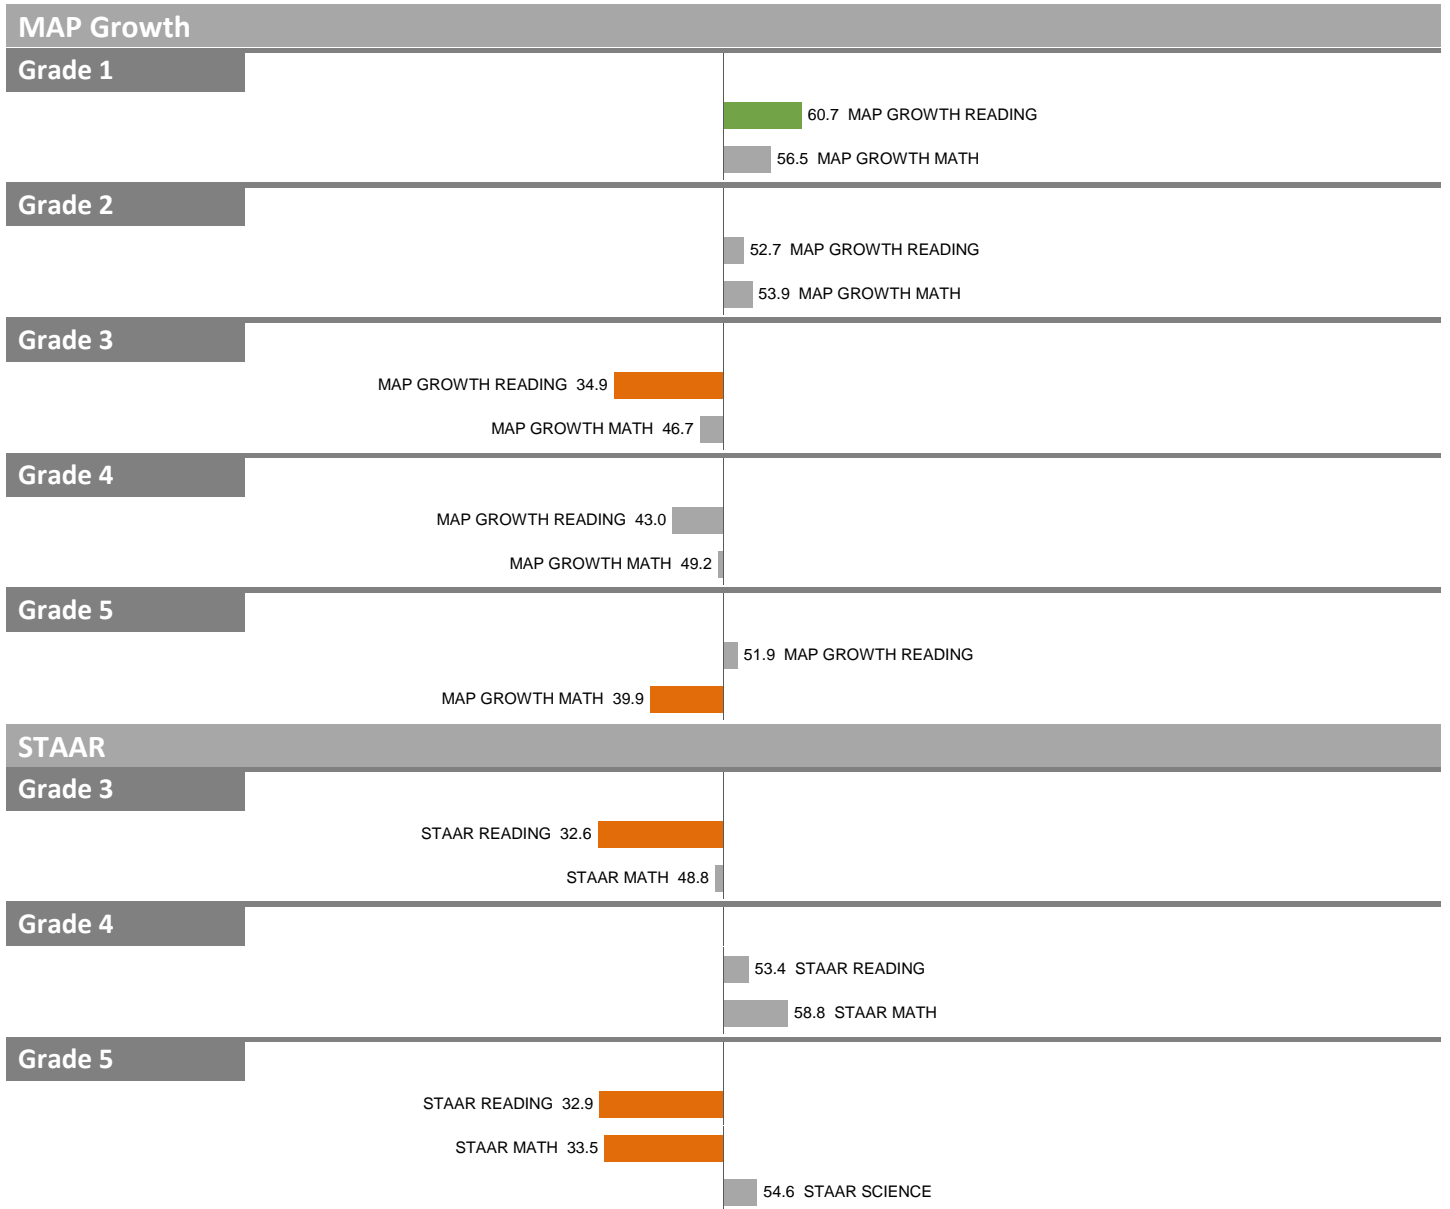 MAP Growth
Grade 1
60.7 MAP GROWTH READING
56.5 MAP GROWTH MATH
Grade 2
52.7 MAP GROWTH READING
53.9 MAP GROWTH MATH
Grade 3
MAP GROWTH READING 34.9
MAP GROWTH MATH 46.7
Grade 4
MAP GROWTH READING 43.0
MAP GROWTH MATH 49.2
Grade 5
51.9 MAP GROWTH READING
MAP GROWTH MATH 39.9
STAAR
Grade 3
STAAR READING 32.6
STAAR MATH 48.8
Grade 4
53.4 STAAR READING
58.8 STAAR MATH
Grade 5
STAAR READING 32.9
STAAR MATH 33.5
54.6 STAAR SCIENCE